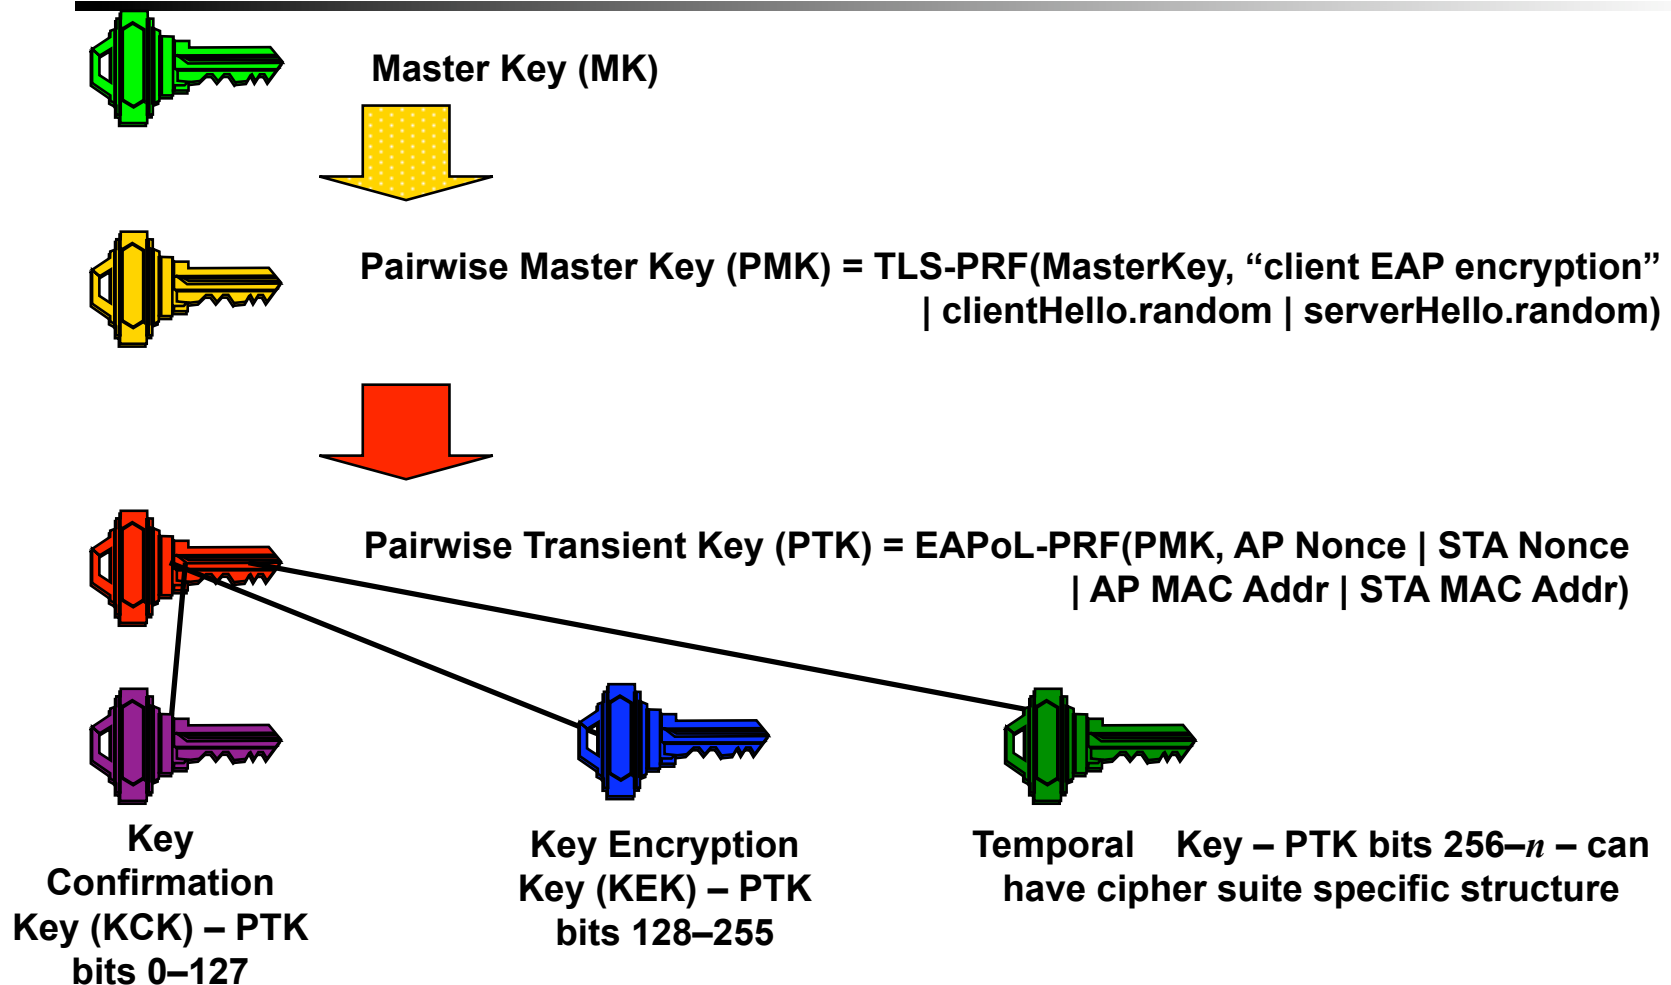 Master Key (MK)
Pairwise Master Key (PMK) = TLS-PRF(MasterKey, “client EAP encryption”
| clientHello.random | serverHello.random)
Pairwise Transient Key (PTK) = EAPoL-PRF(PMK, AP Nonce | STA Nonce
| AP MAC Addr | STA MAC Addr)
Key
Confirmation
Key (KCK) – PTK
bits 0–127
Key Encryption
Key (KEK) – PTK
bits 128–255
Temporal Key – PTK bits 256–n – can
have cipher suite specific structure